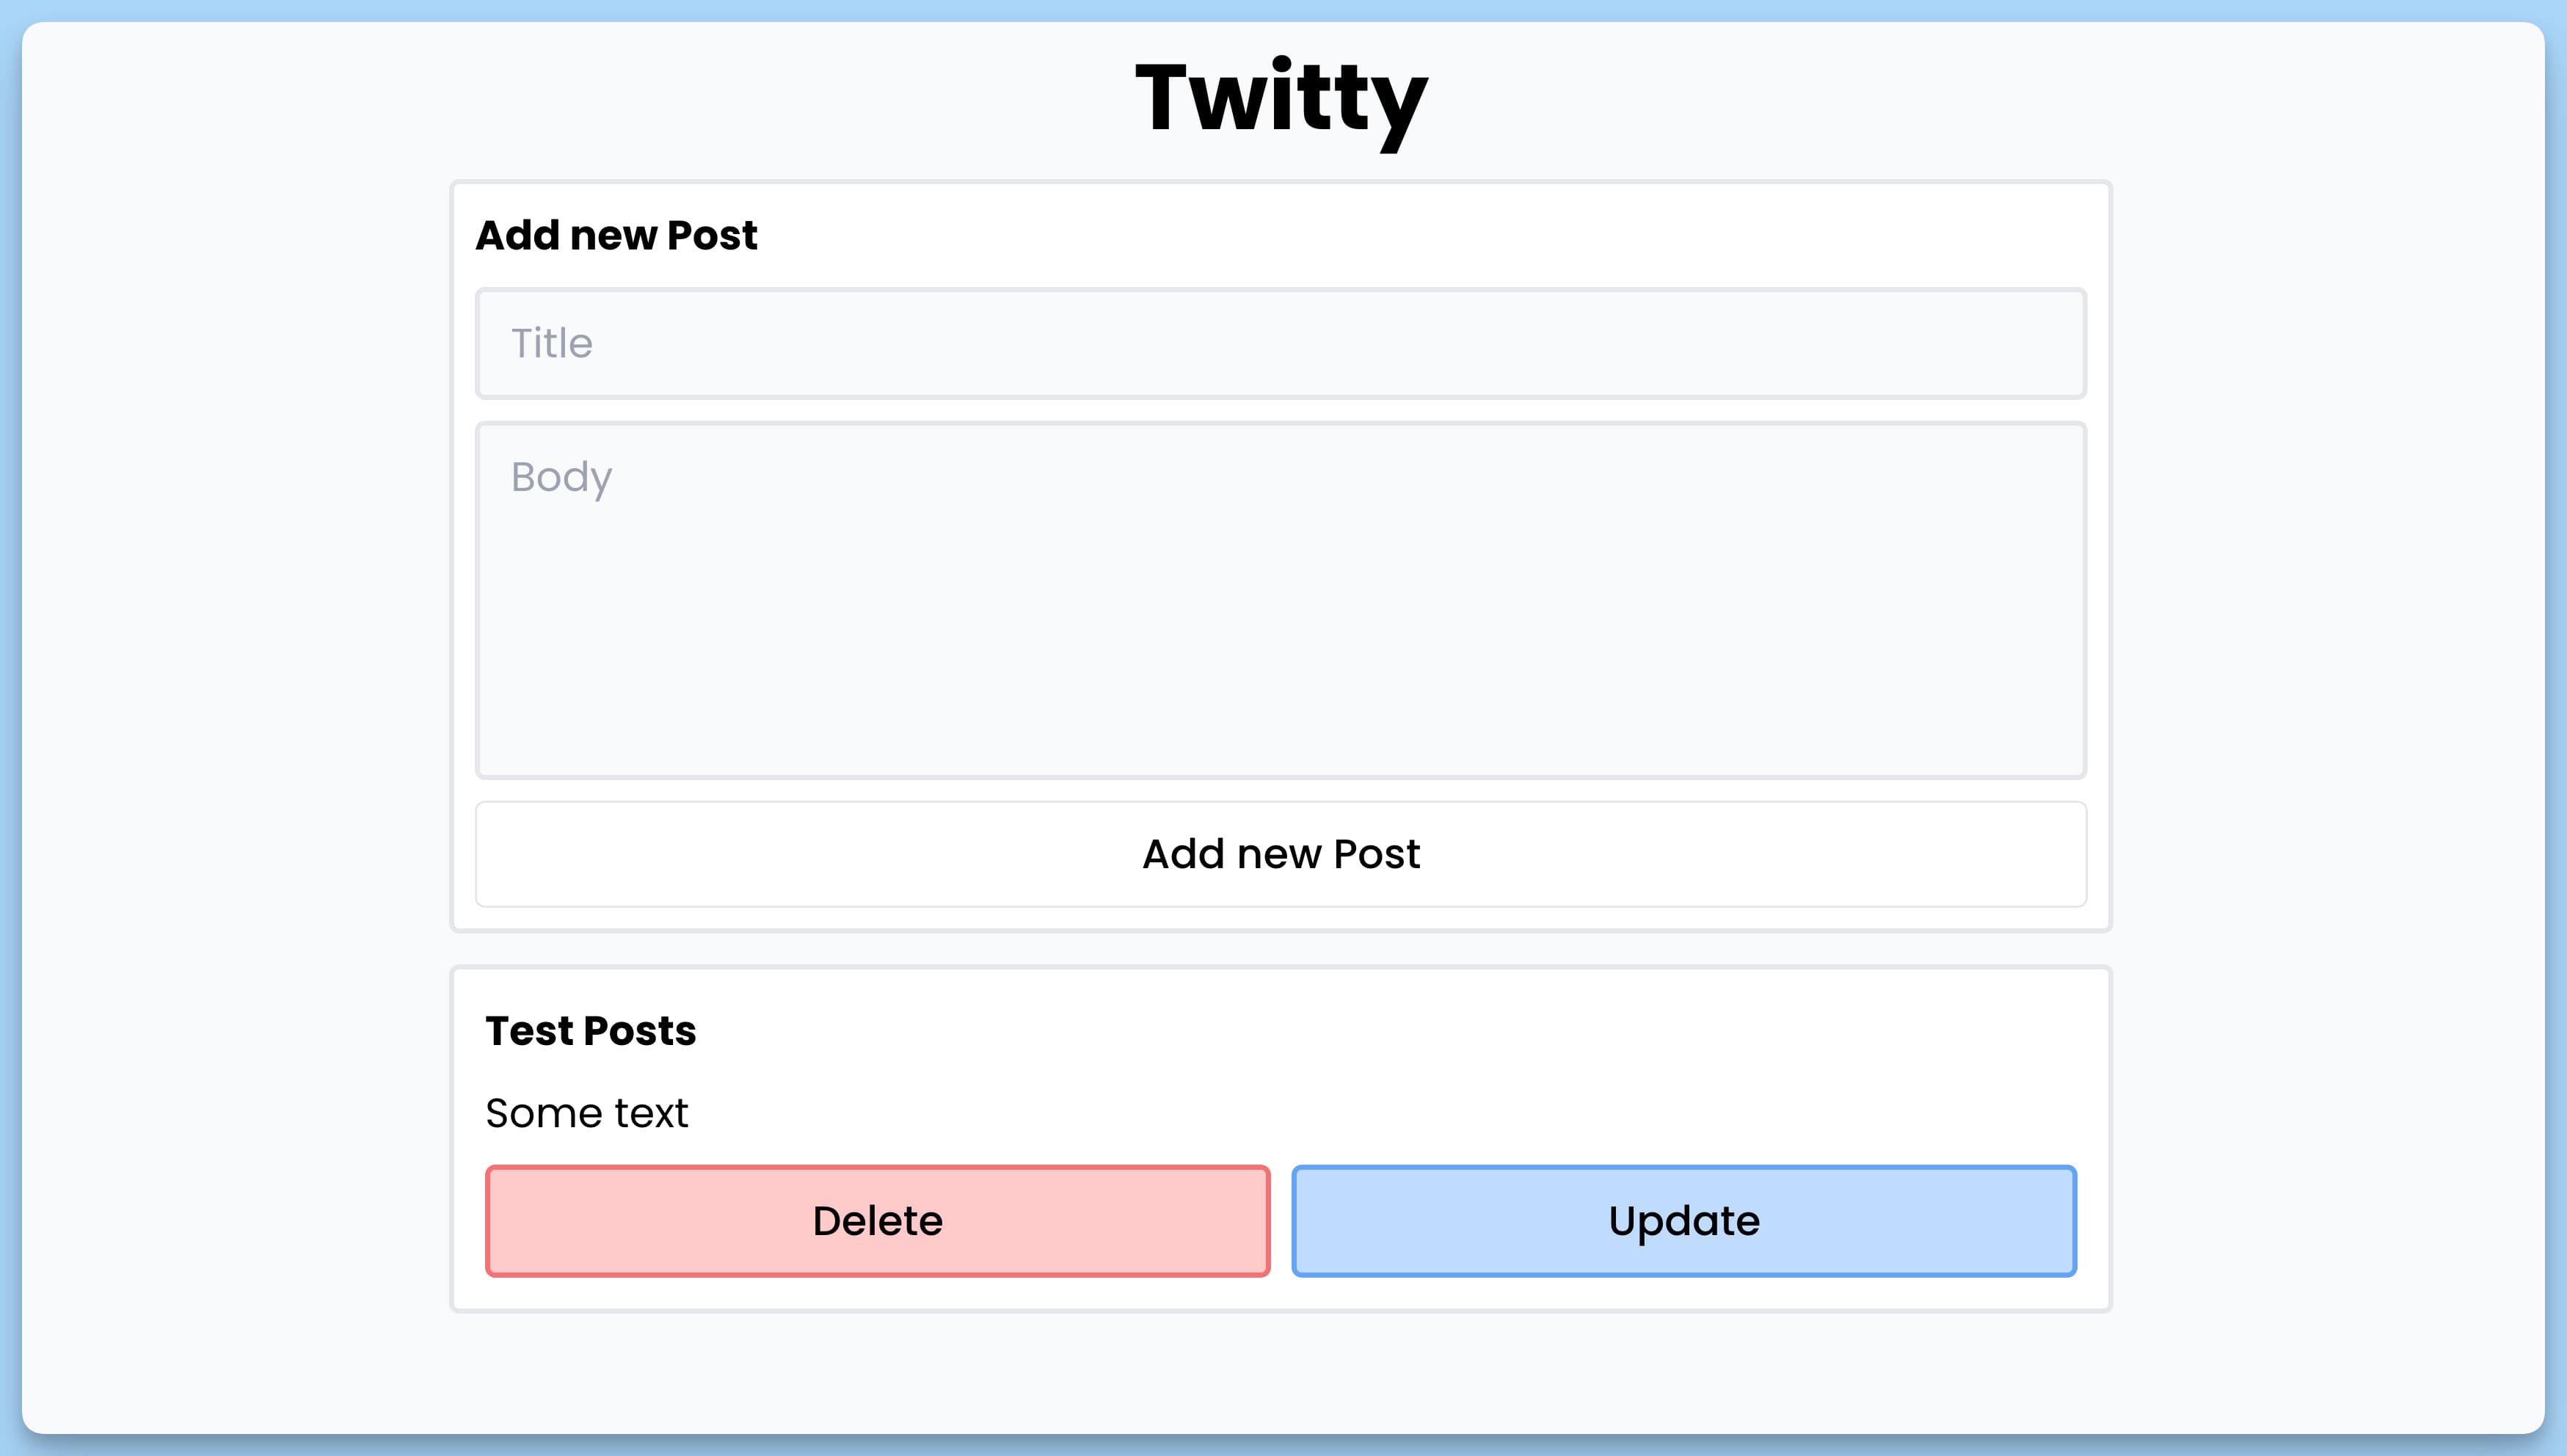 Twitty
Add new Post
Title
Body
Add new Post
Test Posts
Some text
Delete
Update